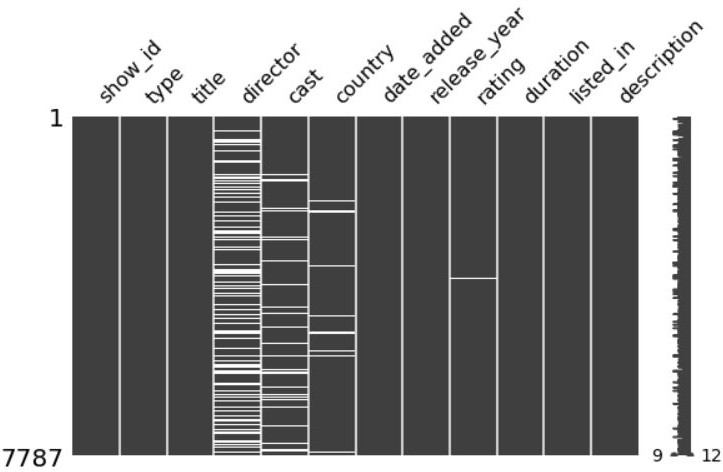 show_id
type
title
director
cast
country
date_added
release_year
rating
duration
listed_in
description
1
7787
9
12